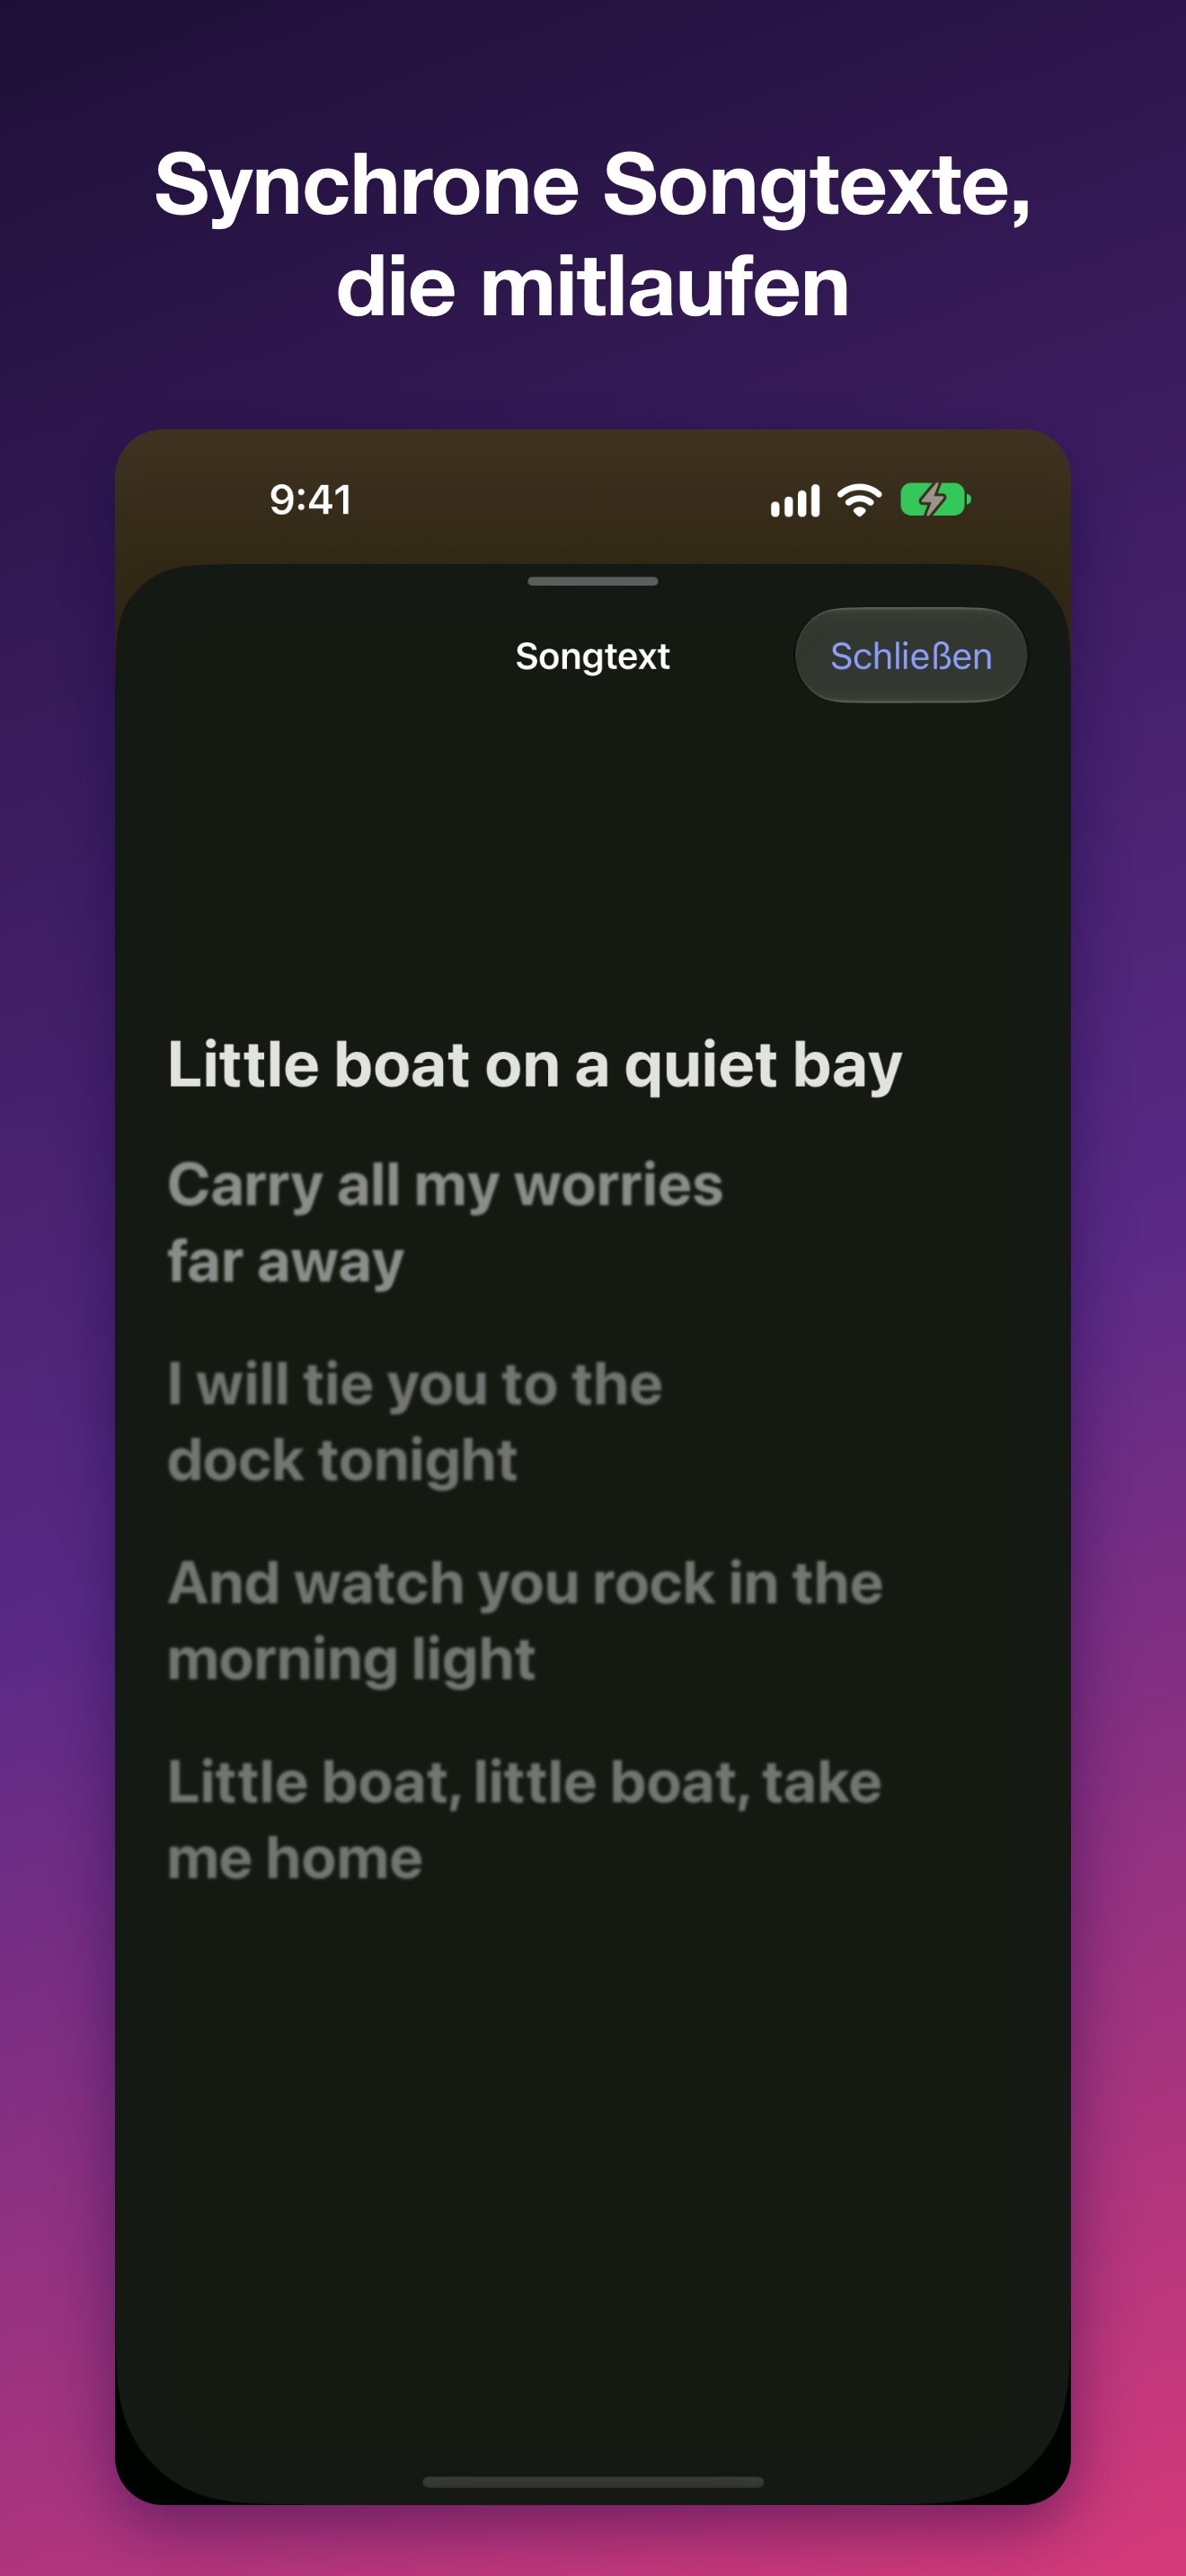 Synchrone Songtexte,
die mitlaufen
9:41
Songtext
Schließen
Little boat on a quiet bay
Carry all my worries
far away
I will tie you to the
dock tonight
And watch you rock in the
morning light
Little boat, little boat, take
me home